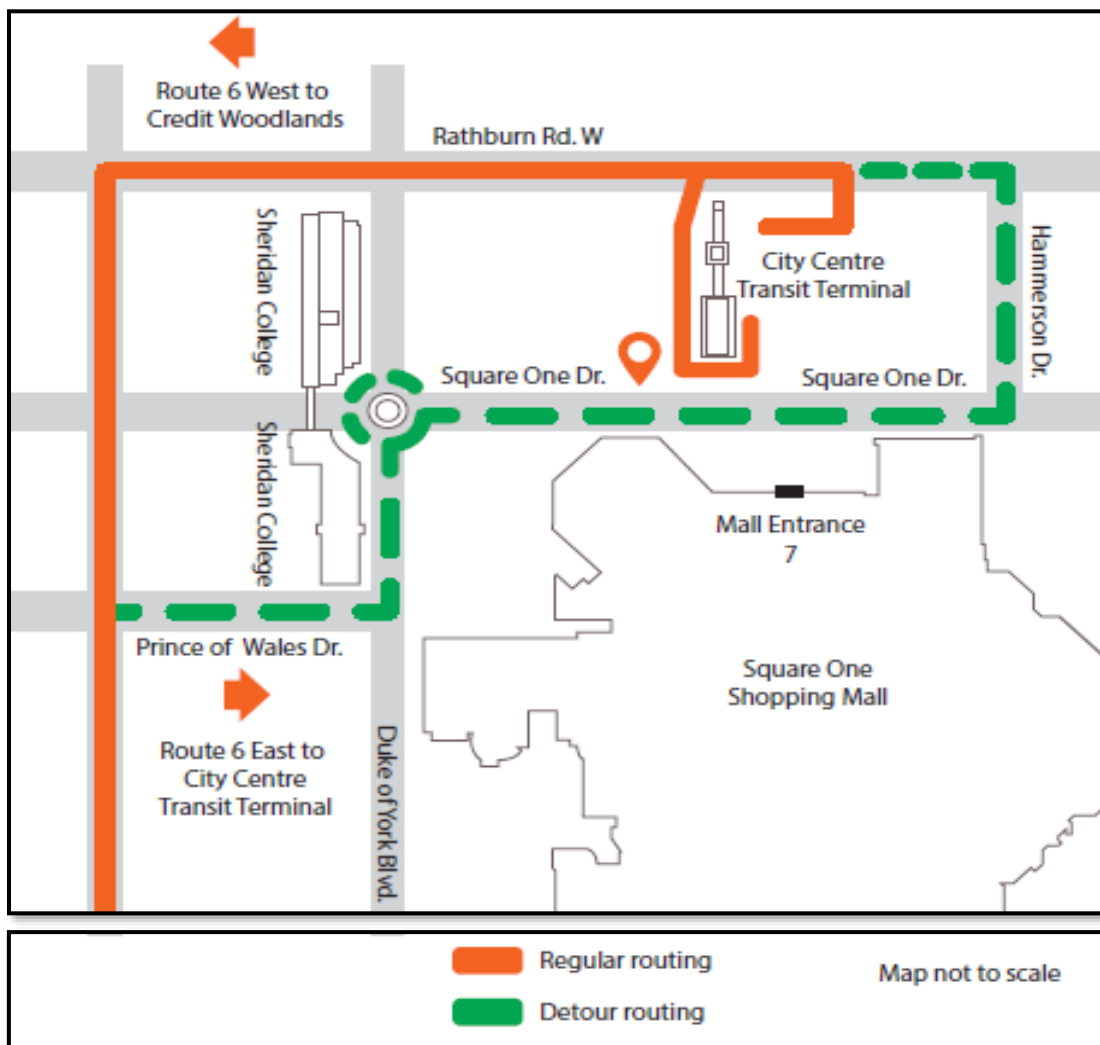 Route 6 West to
Credit Woodlands
Rathburn Rd. W
Sheridan College
City Centre
Transit Terminal
Hammerson Dr.
Square One Dr.
Square One Dr.
Sheridan College
Mall Entrance
7
Prince of Wales Dr.
Square One
Shopping Mall
Route 6 East to
City Centre
Transit Terminal
Duke of York Blvd.
Regular routing
Map not to scale
Detour routing